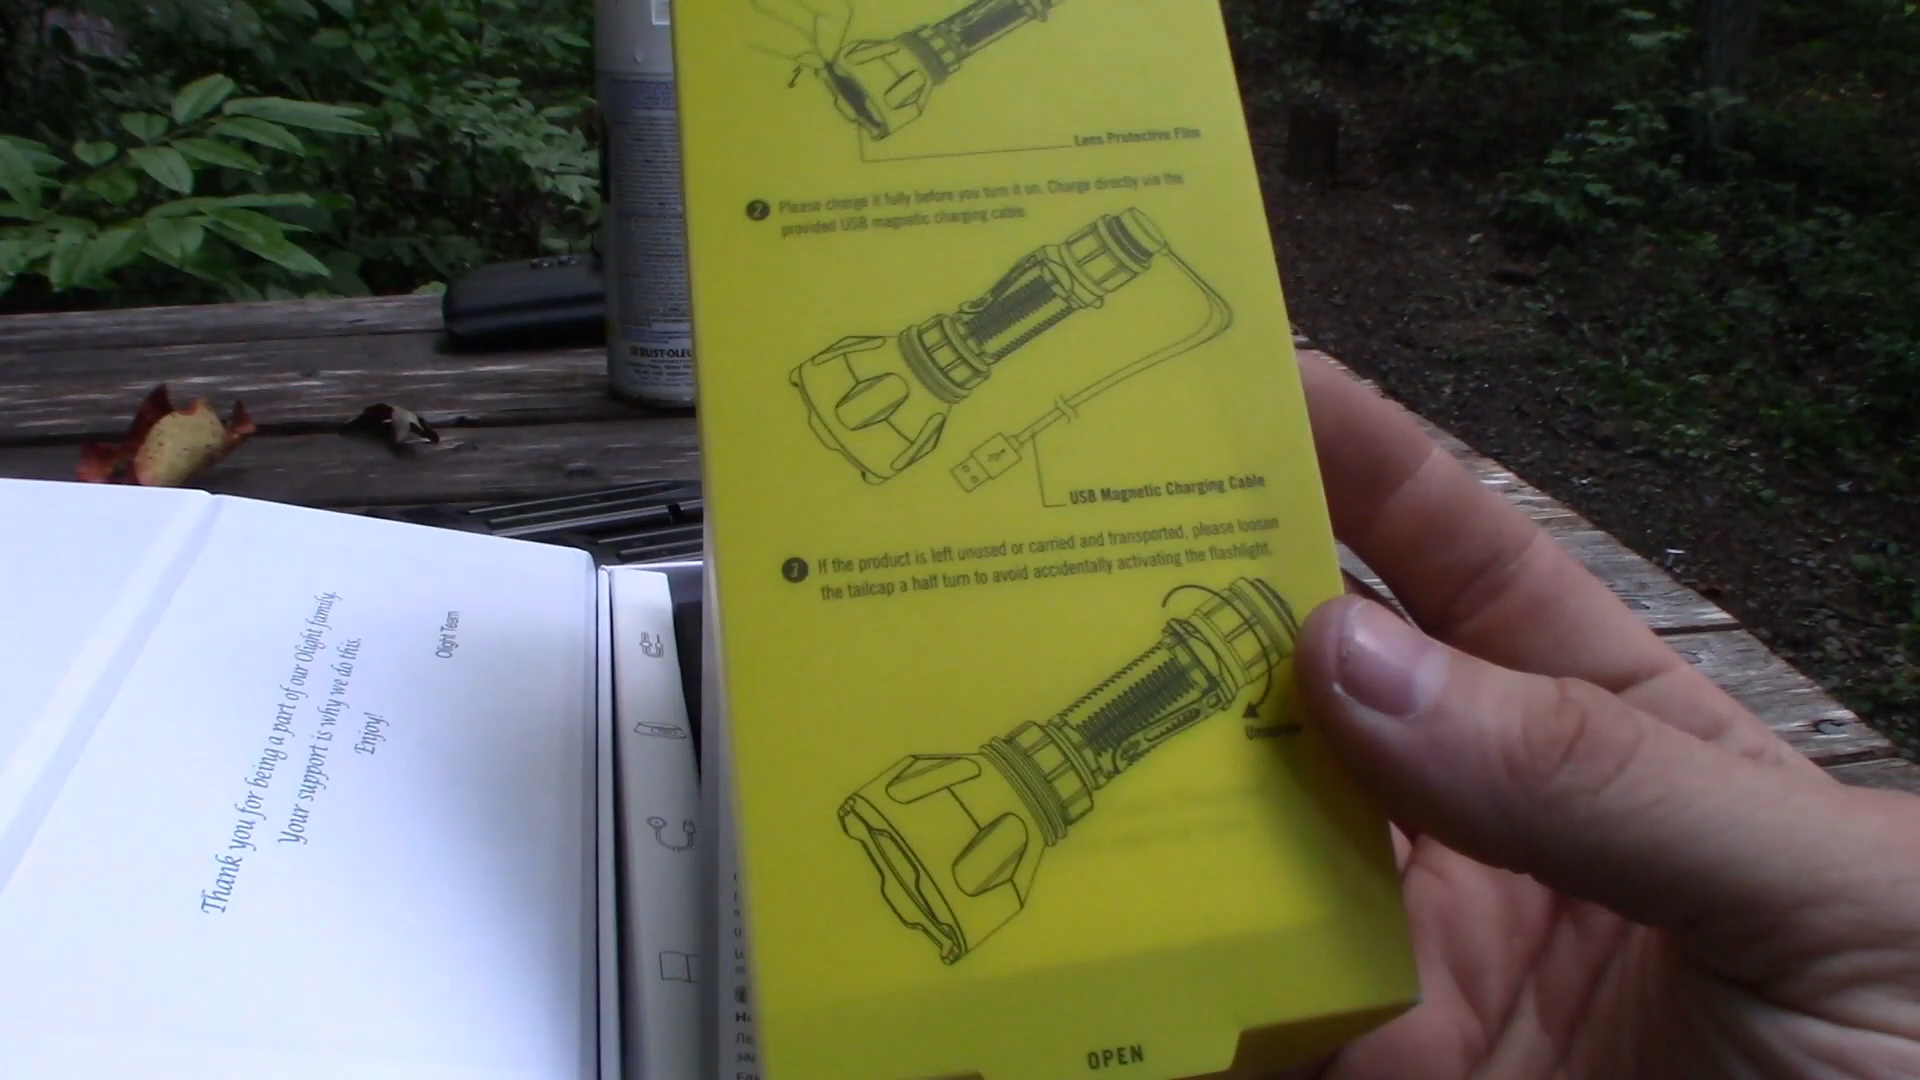 Lens Protective Film
2 Please charge it fully before you turn it on. Charge directly via the
provided USB magnetic charging cable.
USB Magnetic Charging Cable
3 If the product is left unused or carried and transported, please loosen
the tailcap a half turn to avoid accidentally activating the flashlight.
OPEN
Thank you for being a part of our Olight family.
Your support is why we do this.
Enjoy!
Olight Team
RUST-OLEU